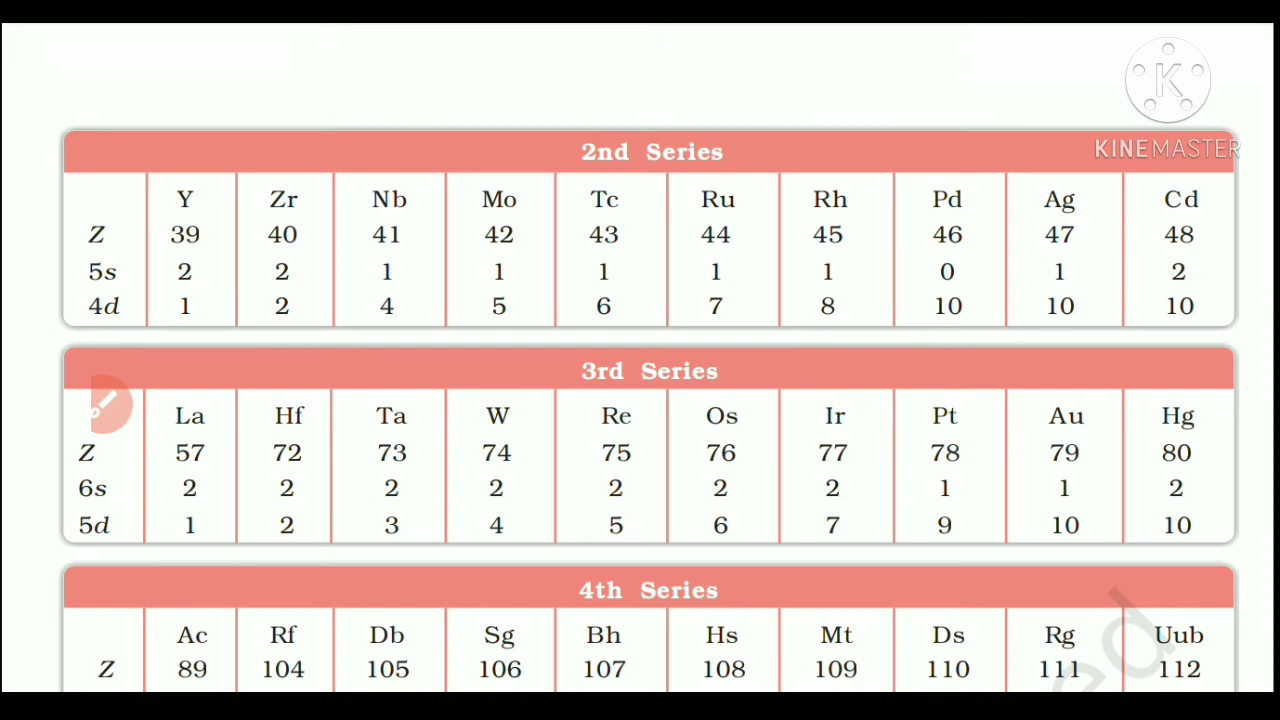 K
KINEMASTER
2nd Series
Y Zr Nb Mo Tc Ru Rh Pd Ag Cd
Z 39 40 41 42 43 44 45 46 47 48
5s 2 2 1 1 1 1 1 0 1 2
4d 1 2 4 5 6 7 8 10 10 10
3rd Series
La Hf Ta W Re Os Ir Pt Au Hg
Z 57 72 73 74 75 76 77 78 79 80
6s 2 2 2 2 2 2 2 1 1 2
5d 1 2 3 4 5 6 7 9 10 10
4th Series
Ac Rf Db Sg Bh Hs Mt Ds Rg Uub
Z 89 104 105 106 107 108 109 110 111 112